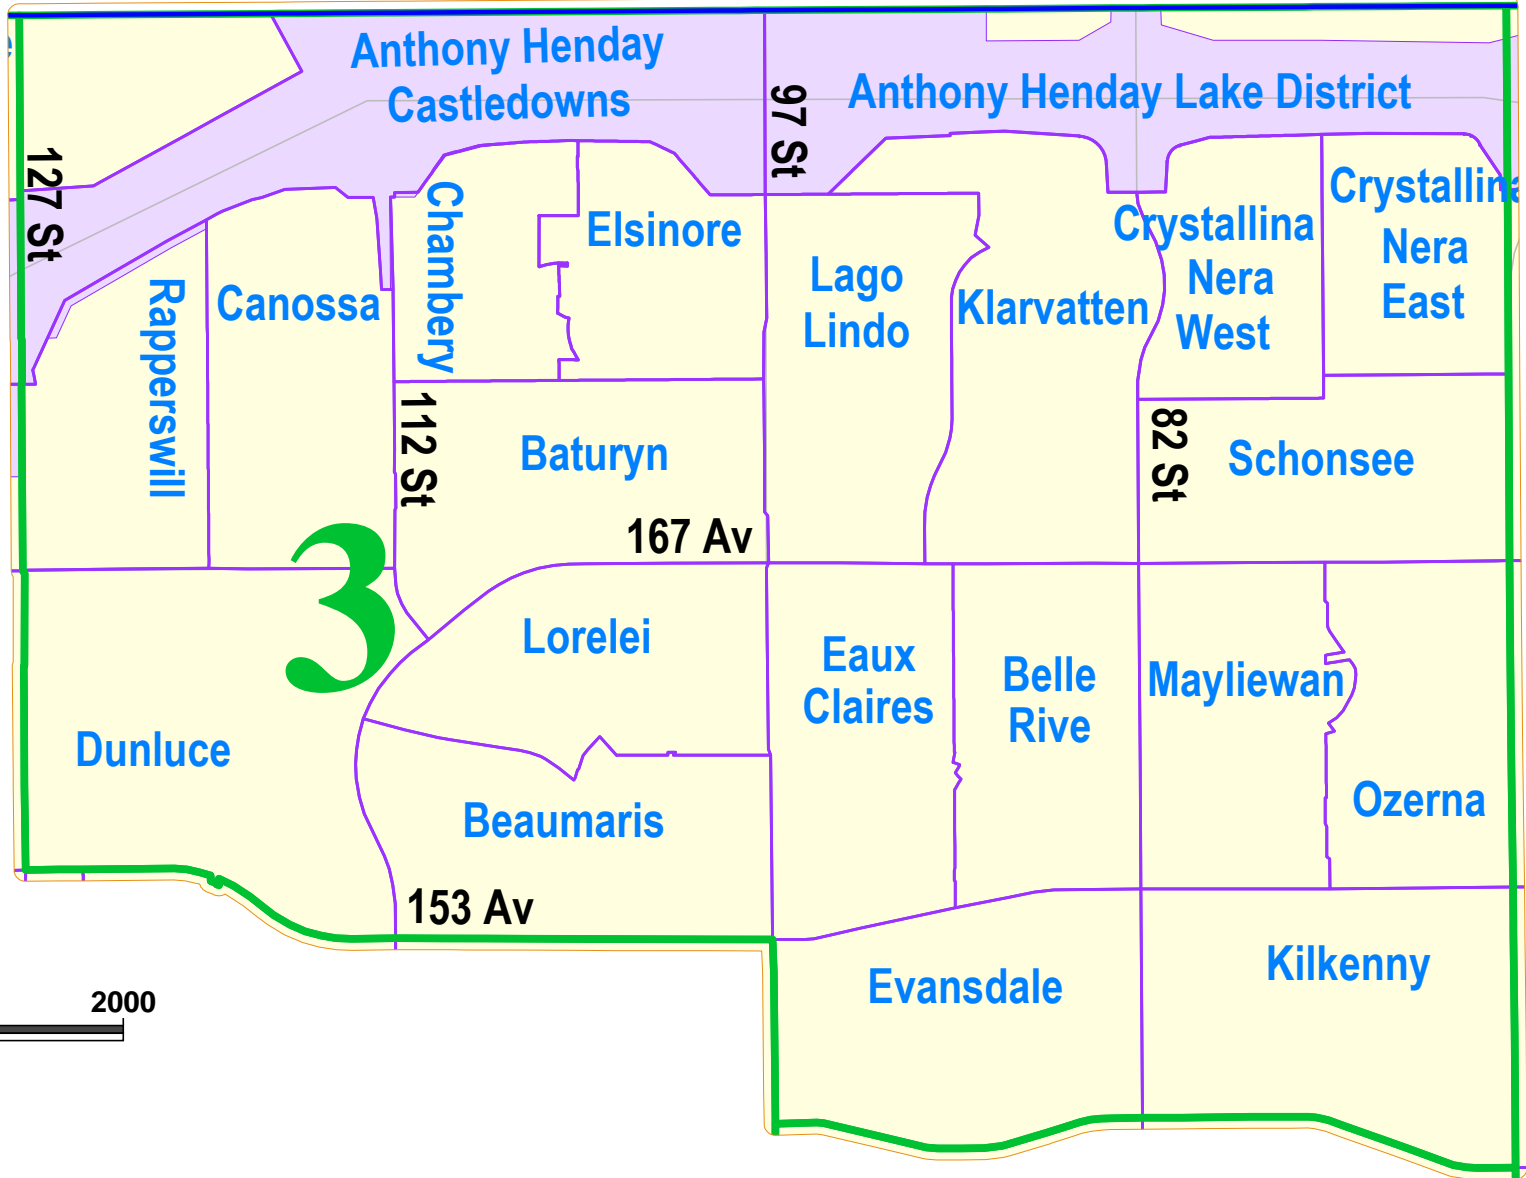 Anthony Henday
Castledowns
Anthony Henday Lake District
97 St
127 St
Chambery
Elsinore
Crystallina
Nera
West
Crystallina
Nera
East
Rapperswill
Canossa
Lago
Lindo
Klarvatten
112 St
Baturyn
82 St
Schonsee
167 Av
3
Lorelei
Eaux
Claires
Belle
Rive
Mayliewan
Dunluce
Beaumaris
Ozerna
153 Av
Evansdale
Kilkenny
2000